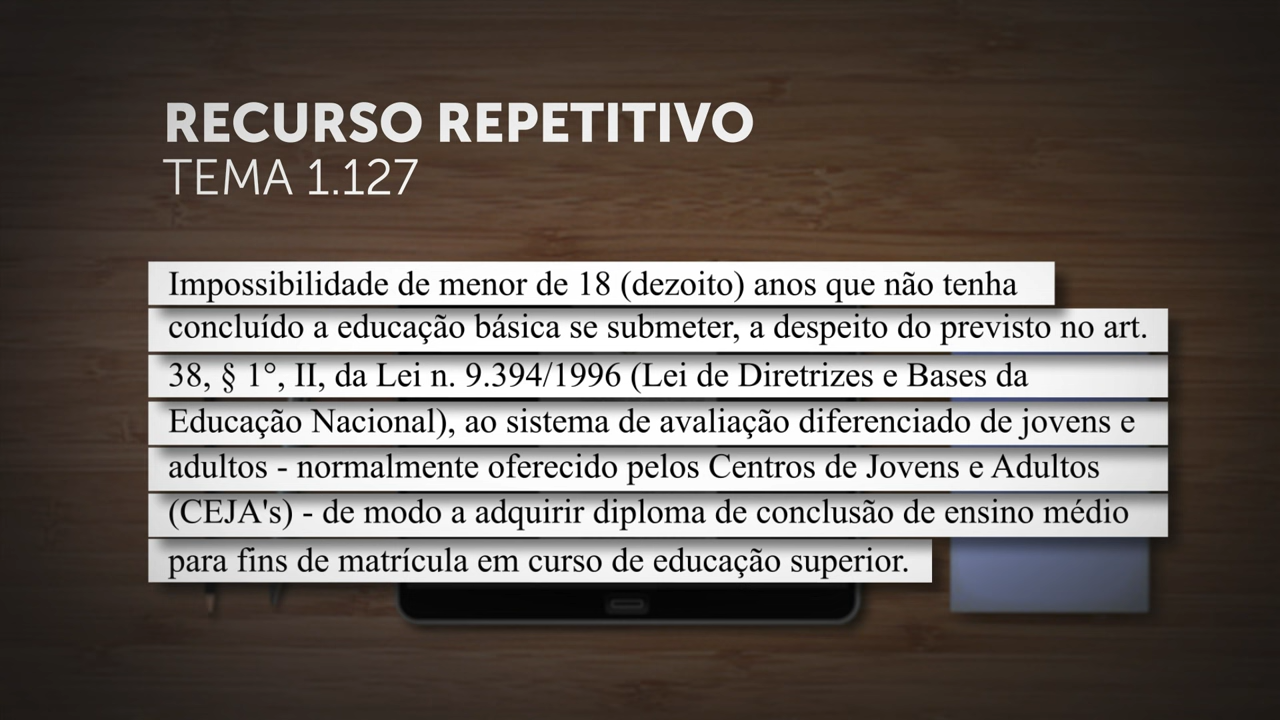 RECURSO REPETITIVO
TEMA 1.127
Impossibilidade de menor de 18 (dezoito) anos que não tenha
concluído a educação básica se submeter, a despeito do previsto no art.
38, § 1°, II, da Lei n. 9.394/1996 (Lei de Diretrizes e Bases da
Educação Nacional), ao sistema de avaliação diferenciado de jovens e
adultos - normalmente oferecido pelos Centros de Jovens e Adultos
(CEJA's) - de modo a adquirir diploma de conclusão de ensino médio
para fins de matrícula em curso de educação superior.